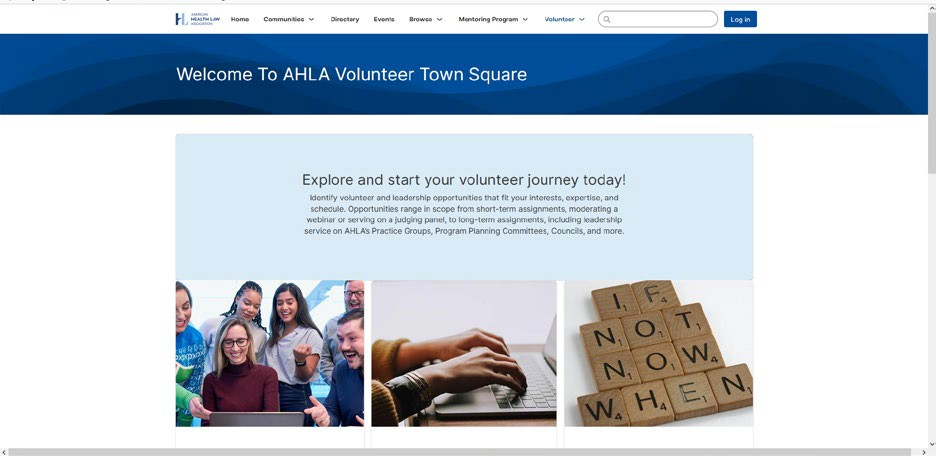 AMERICAN
HEALTH LAW
ASSOCIATION
Home Communities Directory Events Browse Mentoring Program Volunteer Log in
Welcome To AHLA Volunteer Town Square
Explore and start your volunteer journey today!
Identify volunteer and leadership opportunities that fit your interests, expertise, and
schedule. Opportunities range in scope from short-term assignments, moderating a
webinar or serving on a judging panel, to long-term assignments, including leadership
service on AHLA's Practice Groups, Program Planning Committees, Councils, and more.
IF
NOT
NOW
WHEN